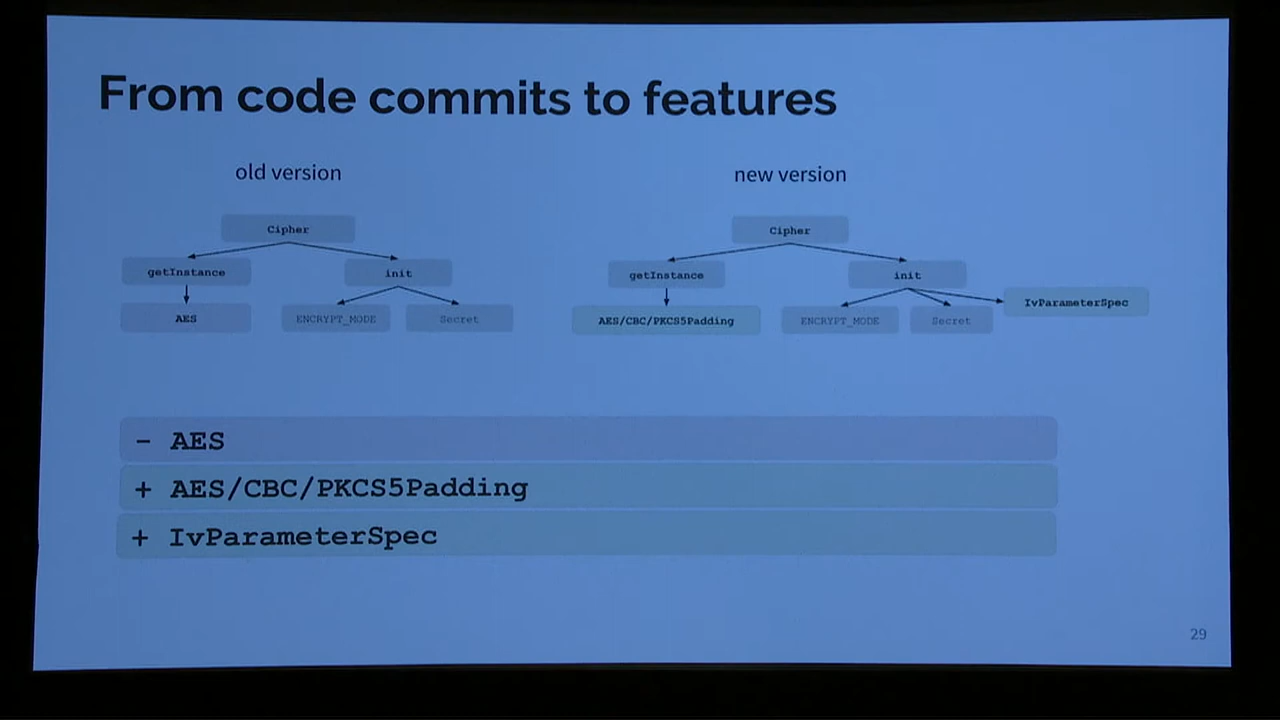 From code commits to features
old version
new version
Cipher
getInstance
init
AES
ENCRYPT_MODE
Secret
Cipher
getInstance
init
IvParameterSpec
AES/CBC/PKCS5Padding
ENCRYPT_MODE
Secret
- AES
+ AES/CBC/PKCS5Padding
+ IvParameterSpec
29